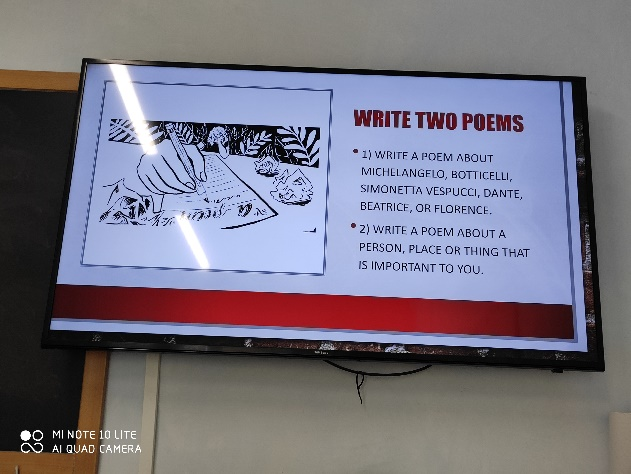 WRITE TWO POEMS
• 1) WRITE A POEM ABOUT
MICHELANGELO, BOTTICELLI,
SIMONETTA VESPUCCI, DANTE,
BEATRICE, OR FLORENCE.
• 2) WRITE A POEM ABOUT A
PERSON, PLACE OR THING THAT
IS IMPORTANT TO YOU.
MI NOTE 10 LITE
AI QUAD CAMERA